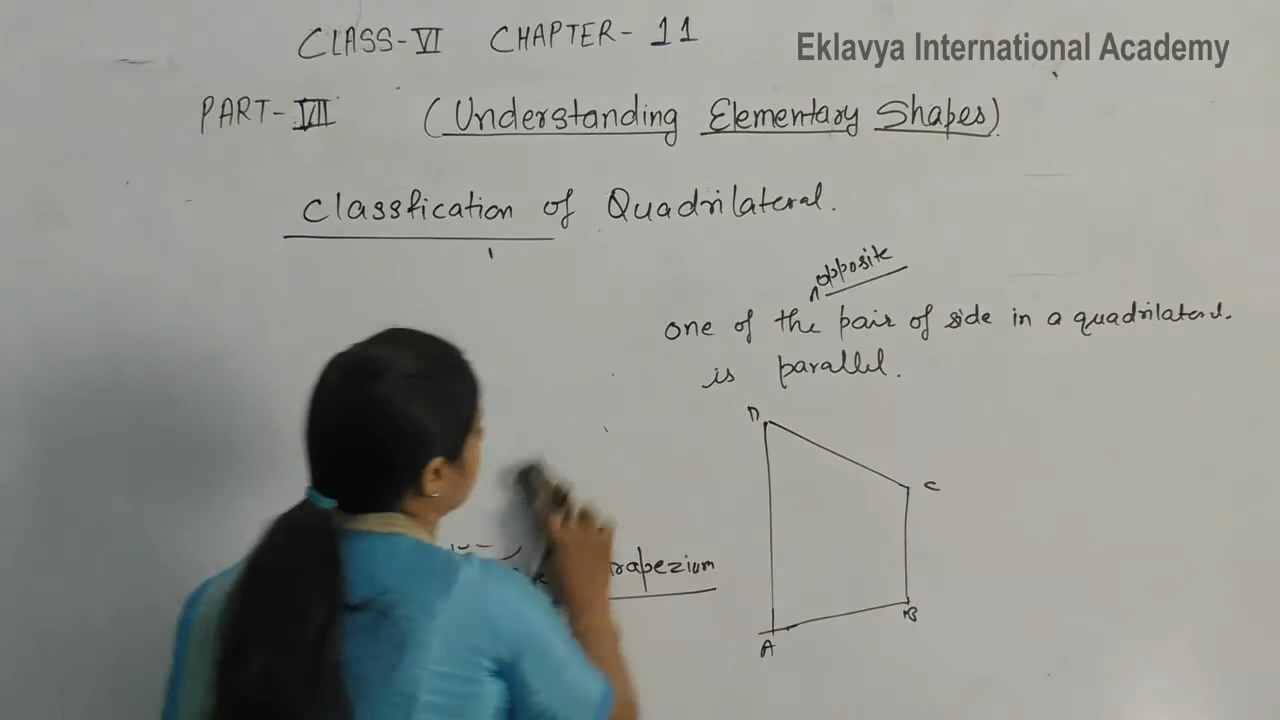 CLASS-VI CHAPTER-11
Eklavya International Academy
PART-VII (Understanding Elementary Shapes)
Classfication of Quadrilateral.
opposite
one of the ^ pair of side in a quadrilateral.
is parallel.
D
C
rapezium
B
A